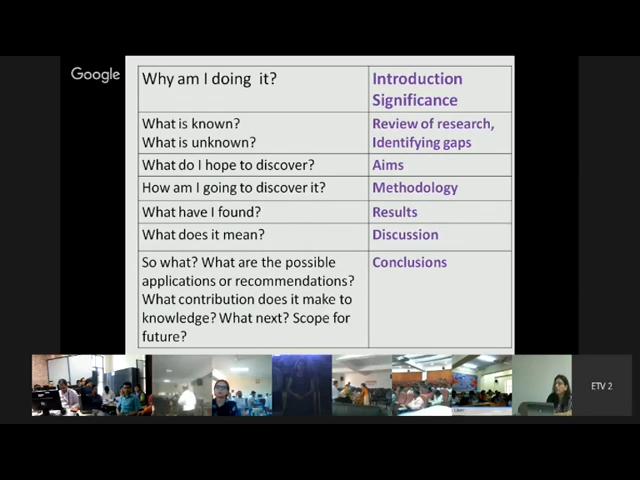 Google
Why am I doing it?
Introduction
Significance
What is known?
What is unknown?
Review of research,
Identifying gaps
What do I hope to discover?
Aims
How am I going to discover it?
Methodology
What have I found?
Results
What does it mean?
Discussion
So what? What are the possible
applications or recommendations?
What contribution does it make to
knowledge? What next? Scope for
future?
Conclusions
ETV 2